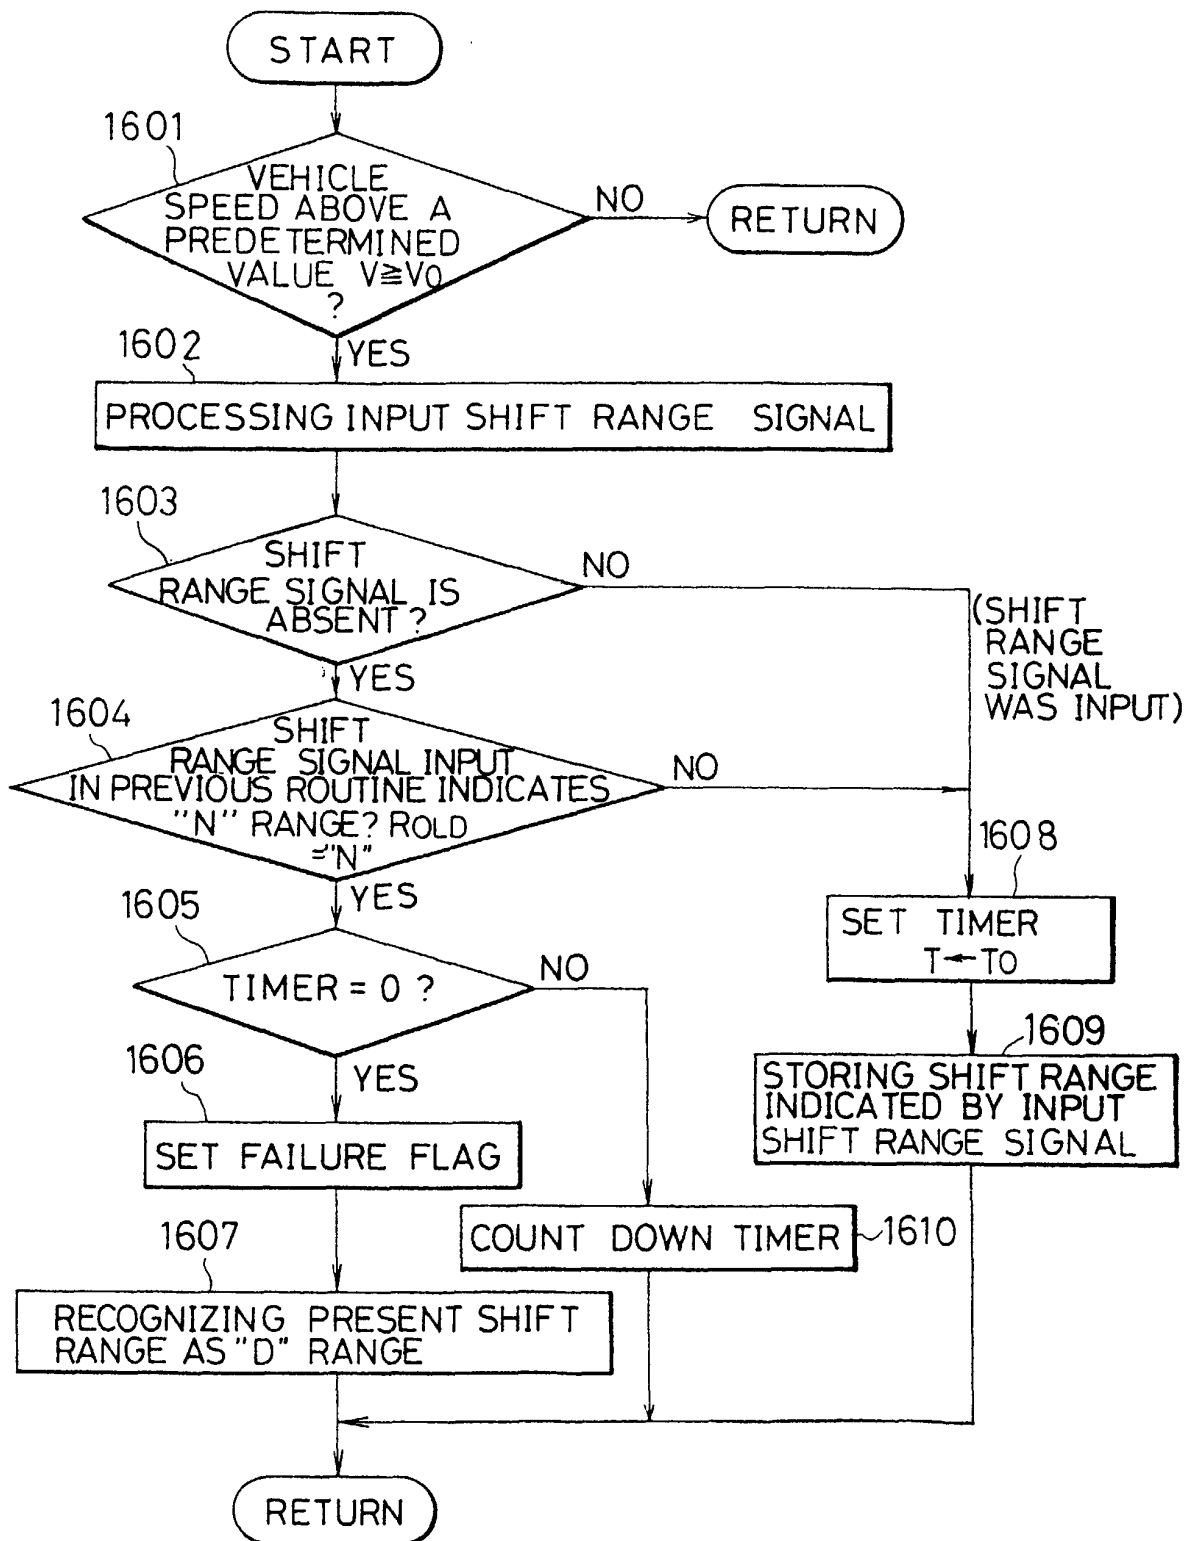 START
1601
VEHICLE
SPEED ABOVE A
PREDETERMINED
VALUE V≧V0
?
NO
RETURN
YES
1602
PROCESSING INPUT SHIFT RANGE SIGNAL
1603
SHIFT
RANGE SIGNAL IS
ABSENT ?
NO
(SHIFT
RANGE
SIGNAL
WAS INPUT)
YES
1604
SHIFT
RANGE SIGNAL INPUT
IN PREVIOUS ROUTINE INDICATES
"N" RANGE? ROLD
="N"
NO
YES
1605
TIMER = 0 ?
NO
1608
SET TIMER
T←T0
1609
STORING SHIFT RANGE
INDICATED BY INPUT
SHIFT RANGE SIGNAL
YES
1606
SET FAILURE FLAG
COUNT DOWN TIMER
1610
1607
RECOGNIZING PRESENT SHIFT
RANGE AS "D" RANGE
RETURN